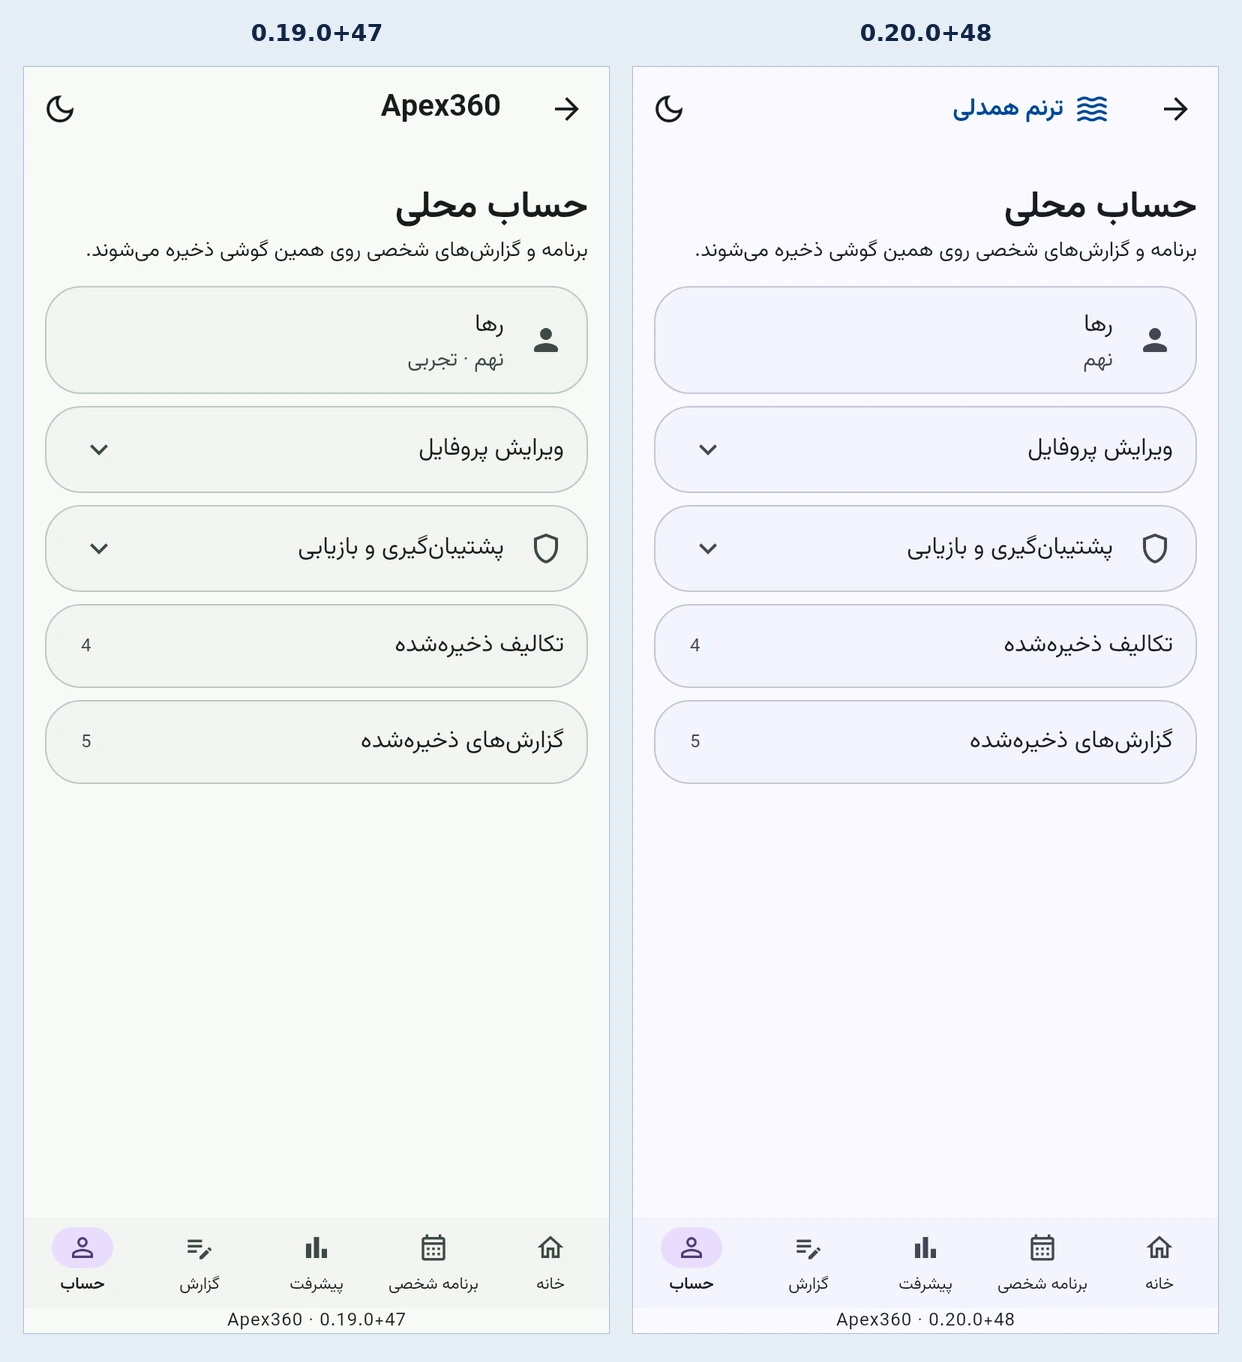 0.19.0+47
Apex360
حساب محلی
برنامه و گزارش‌های شخصی روی همین گوشی ذخیره می‌شوند.
رها
نهم · تجربی
ویرایش پروفایل
پشتیبان‌گیری و بازیابی
تکالیف ذخیره‌شده 4
گزارش‌های ذخیره‌شده 5
خانه
برنامه شخصی
پیشرفت
گزارش
حساب
Apex360 · 0.19.0+47
0.20.0+48
ترنم همدلی
حساب محلی
برنامه و گزارش‌های شخصی روی همین گوشی ذخیره می‌شوند.
رها
نهم
ویرایش پروفایل
پشتیبان‌گیری و بازیابی
تکالیف ذخیره‌شده 4
گزارش‌های ذخیره‌شده 5
خانه
برنامه شخصی
پیشرفت
گزارش
حساب
Apex360 · 0.20.0+48